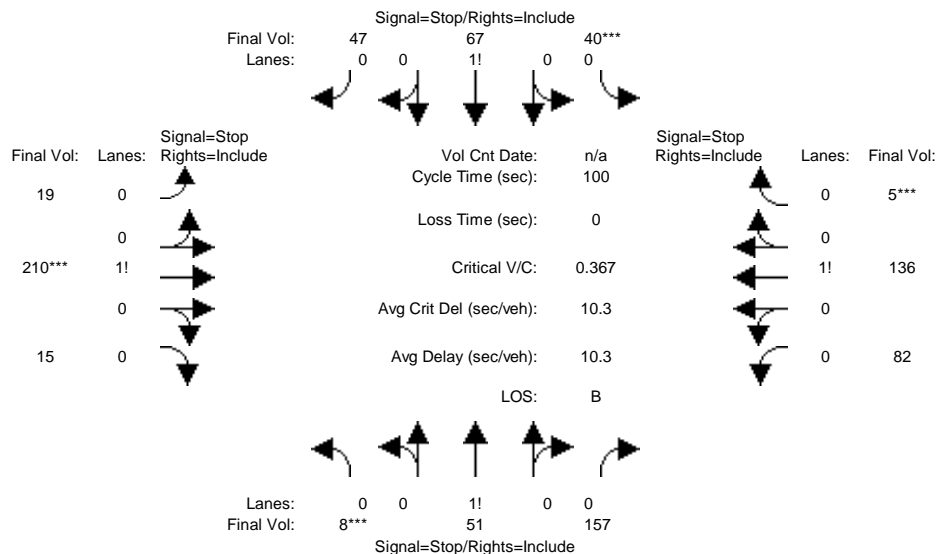 Signal=Stop/Rights=Include
Final Vol: 47 67 40***
Lanes: 0 0 1! 0 0
Signal=Stop Signal=Stop
Final Vol: Lanes: Rights=Include Vol Cnt Date: n/a Rights=Include Lanes: Final Vol:
Cycle Time (sec): 100
19 0 0 5***
Loss Time (sec): 0
0 0
210*** 1! Critical V/C: 0.367 1! 136
0 Avg Crit Del (sec/veh): 10.3 0
15 0 Avg Delay (sec/veh): 10.3 0 82
LOS: B
Lanes: 0 0 1! 0 0
Final Vol: 8*** 51 157
Signal=Stop/Rights=Include